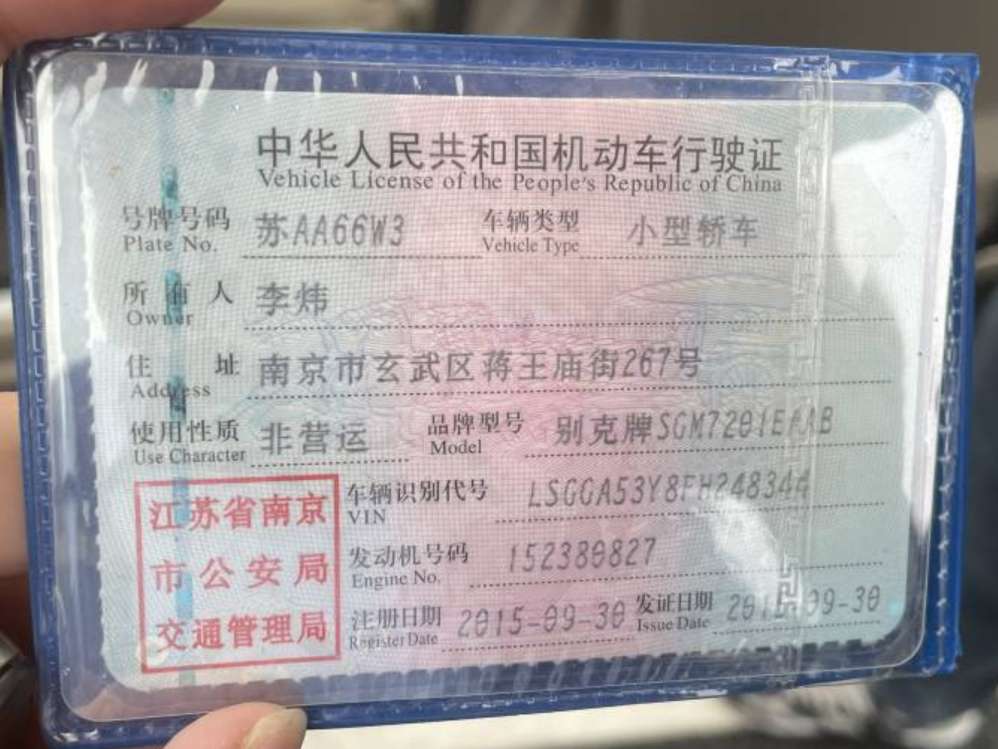 中华人民共和国机动车行驶证
Vehicle License of the People's Republic of China
号牌号码 苏AA66W3 车辆类型 小型轿车
Plate No. Vehicle Type
所有人 李炜
Owner
住址 南京市玄武区蒋王庙街267号
Address
使用性质 非营运 品牌型号 别克牌SGM7201EAAB
Use Character Model
江苏省南京
市公安局
交通管理局
车辆识别代号 LSGGA53Y8FH248344
VIN
发动机号码 152380827
Engine No.
注册日期 2015-09-30 发证日期 2015-09-30
Register Date Issue Date